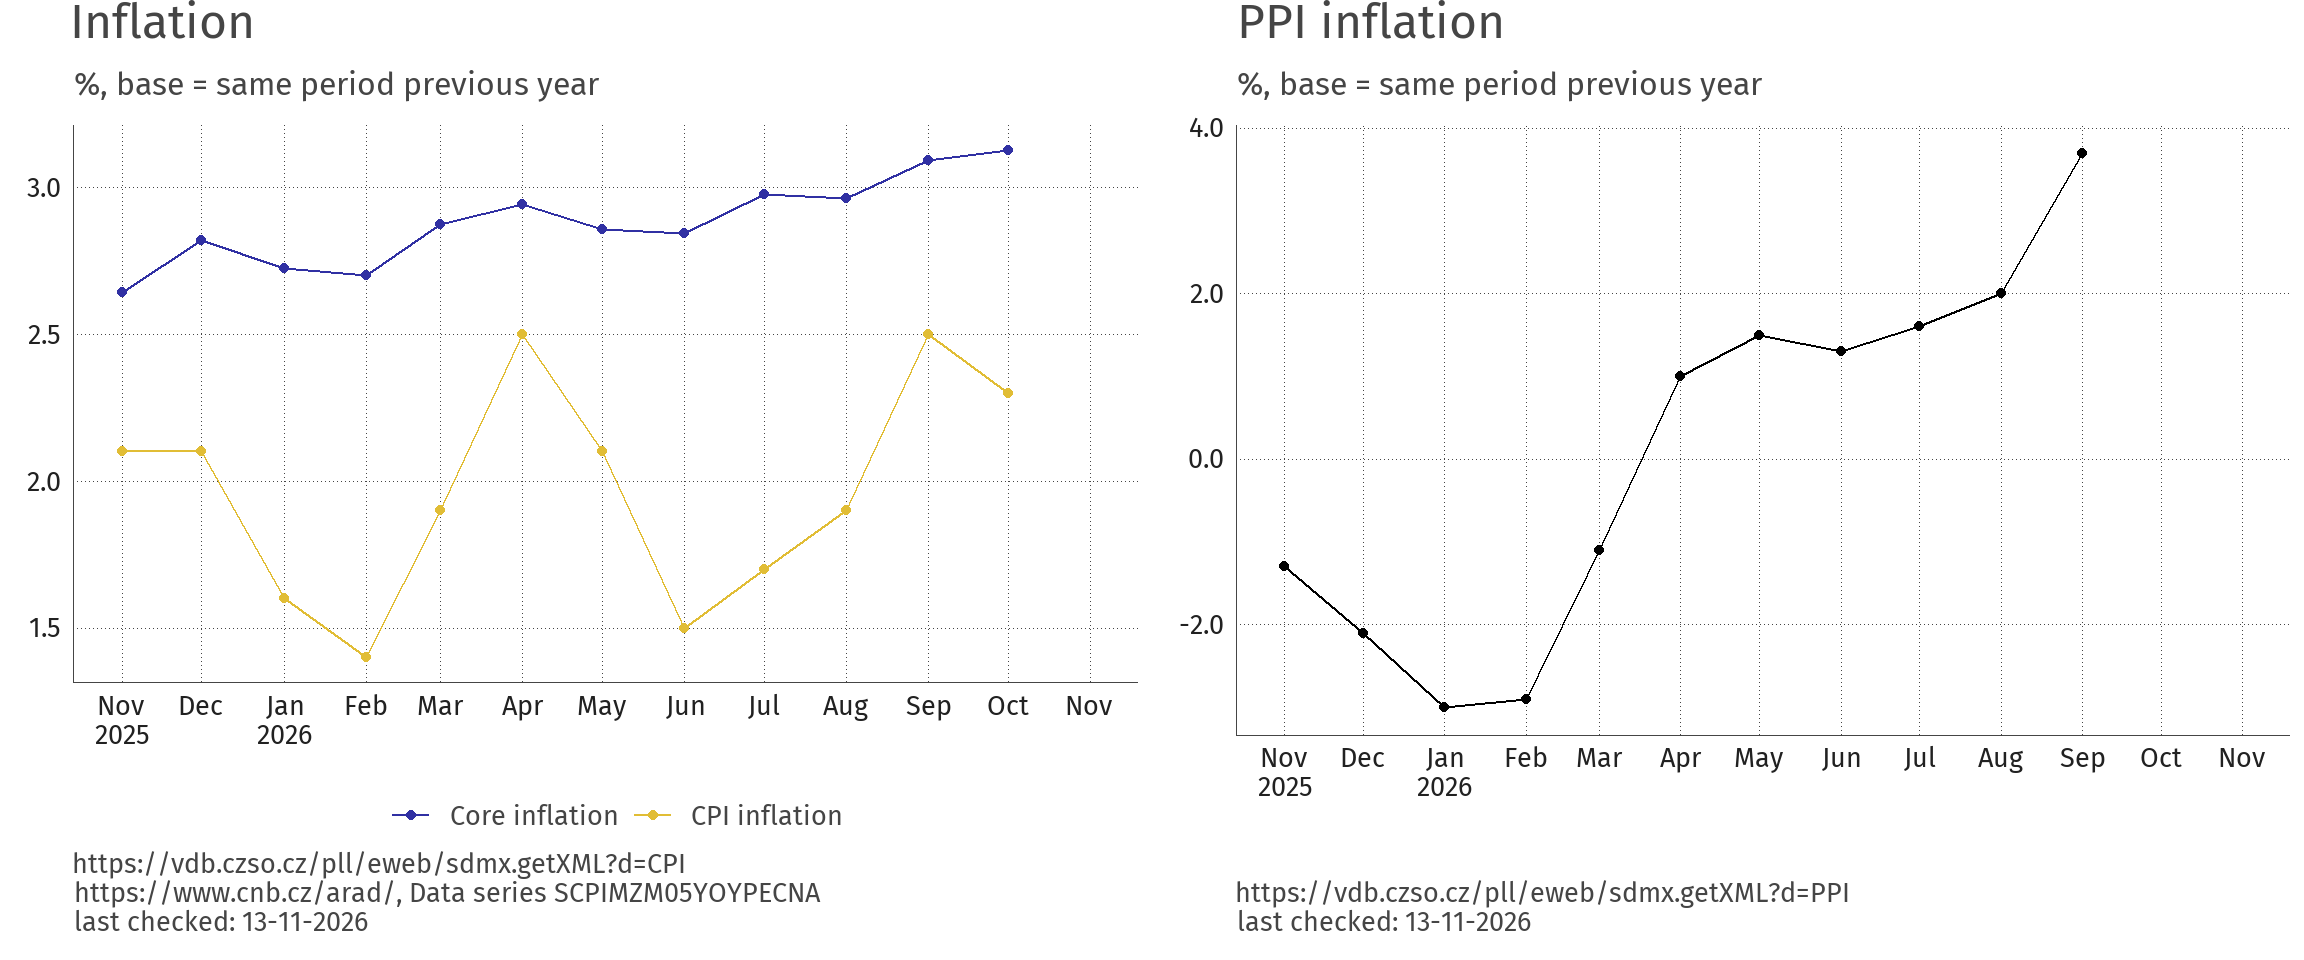 Inflation
%, base = same period previous year
3.0
2.5
2.0
1.5
Nov Dec Jan Feb Mar Apr May Jun Jul Aug Sep Oct Nov
2025 2026
Core inflation CPI inflation
https://vdb.czso.cz/pll/eweb/sdmx.getXML?d=CPI
https://www.cnb.cz/arad/, Data series SCPIMZM05YOYPECNA
last checked: 13-11-2026
PPI inflation
%, base = same period previous year
4.0
2.0
0.0
-2.0
Nov Dec Jan Feb Mar Apr May Jun Jul Aug Sep Oct Nov
2025 2026
https://vdb.czso.cz/pll/eweb/sdmx.getXML?d=PPI
last checked: 13-11-2026